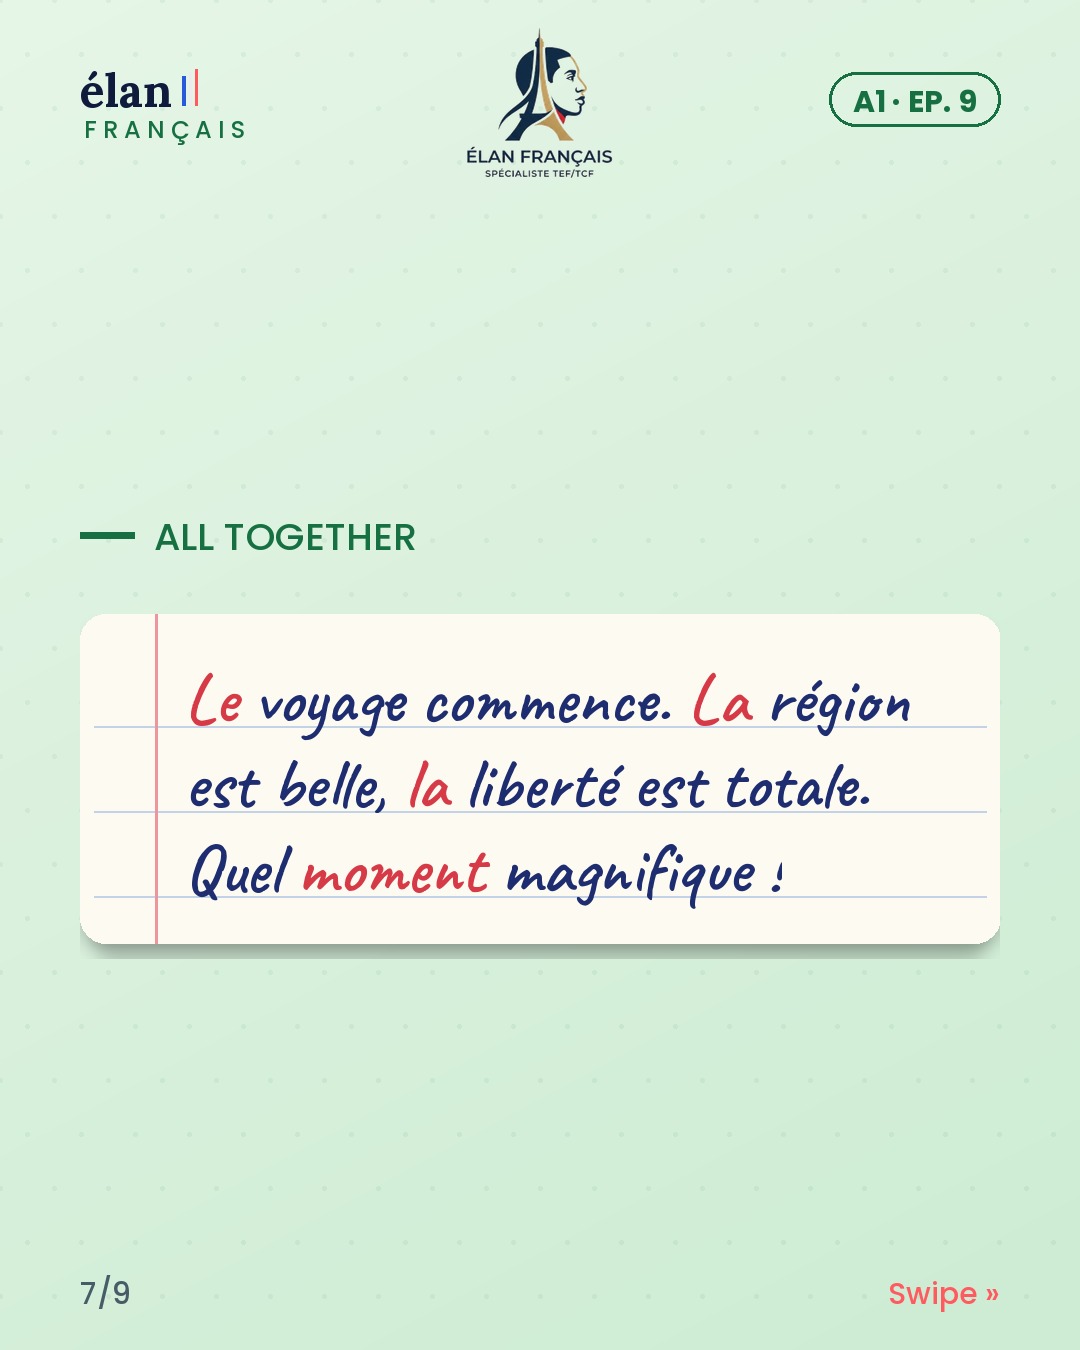 élan
FRANÇAIS
ÉLAN FRANÇAIS
SPÉCIALISTE TEF/TCF
A1 · EP. 9
ALL TOGETHER
Le voyage commence. La région
est belle, la liberté est totale.
Quel moment magnifique !
7/9
Swipe »